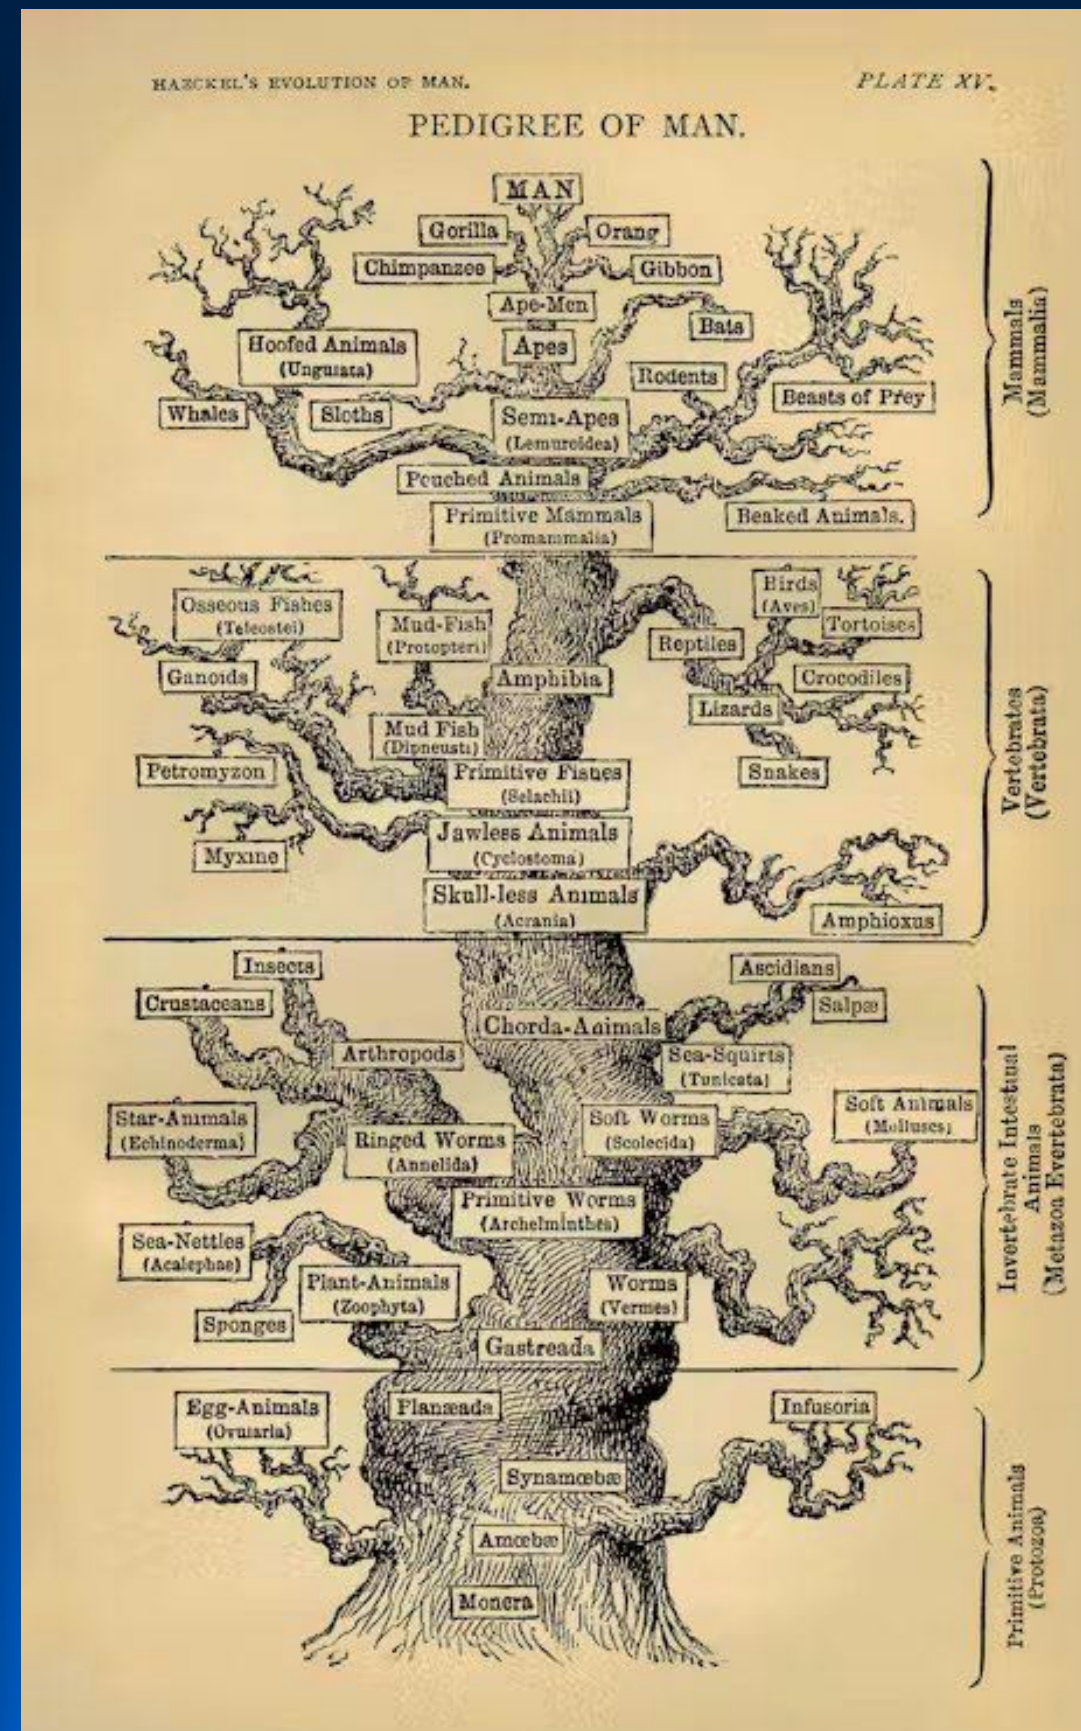 HAECKEL'S EVOLUTION OF MAN.
PLATE XV.
PEDIGREE OF MAN.
MAN
Gorilla
Orang
Chimpanzee
Gibbon
Ape-Men
Bats
Apes
Hoofed Animals
(Ungulata)
Rodents
Beasts of Prey
Whales
Sloths
Semi-Apes
(Lemuroidea)
Pouched Animals
Primitive Mammals
(Promammalia)
Beaked Animals.
Mammals
(Mammalia)
Osseous Fishes
(Teleostei)
Mud-Fish
(Protopteri)
Birds
(Aves)
Tortoises
Reptiles
Ganoids
Amphibia
Crocodiles
Lizards
Mud Fish
(Dipneusti)
Petromyzon
Primitive Fishes
(Selachii)
Snakes
Jawless Animals
(Cyclostoma)
Myxine
Skull-less Animals
(Acrania)
Amphioxus
Vertebrates
(Vertebrata)
Insects
Ascidians
Crustaceans
Salpæ
Chorda-Animals
Arthropods
Sea-Squirts
(Tunicata)
Star-Animals
(Echinoderma)
Ringed Worms
(Annelida)
Soft Worms
(Scolecida)
Soft Animals
(Molluscs)
Primitive Worms
(Archelminthes)
Sea-Nettles
(Acalephae)
Plant-Animals
(Zoophyta)
Worms
(Vermes)
Sponges
Gastreada
Invertebrate Intestinal
Animals
(Metazoa Evertebrata)
Egg-Animals
(Ovularia)
Planæada
Infusoria
Synamœbæ
Amœbæ
Monera
Primitive Animals
(Protozoa)